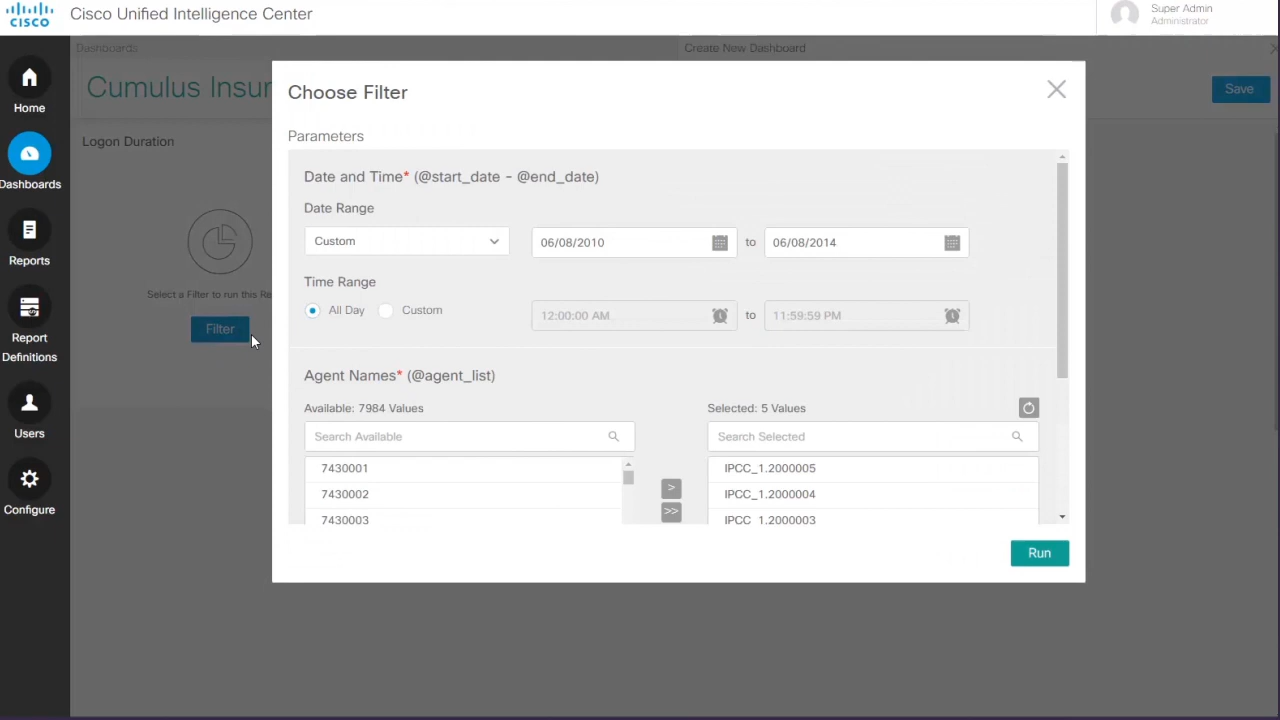 CISCO
Cisco Unified Intelligence Center
Super Admin
Administrator
Dashboards
Create New Dashboard
Cumulus Insur
Save
Home
Dashboards
Reports
Report
Definitions
Users
Configure
Logon Duration
Select a Filter to run this Re
Filter
Choose Filter
Parameters
Date and Time* (@start_date - @end_date)
Date Range
Custom 06/08/2010 to 06/08/2014
Time Range
All Day Custom 12:00:00 AM to 11:59:59 PM
Agent Names* (@agent_list)
Available: 7984 Values Selected: 5 Values
Search Available Search Selected
7430001 IPCC_1.2000005
7430002 > IPCC_1.2000004
7430003 >> IPCC_1.2000003
Run